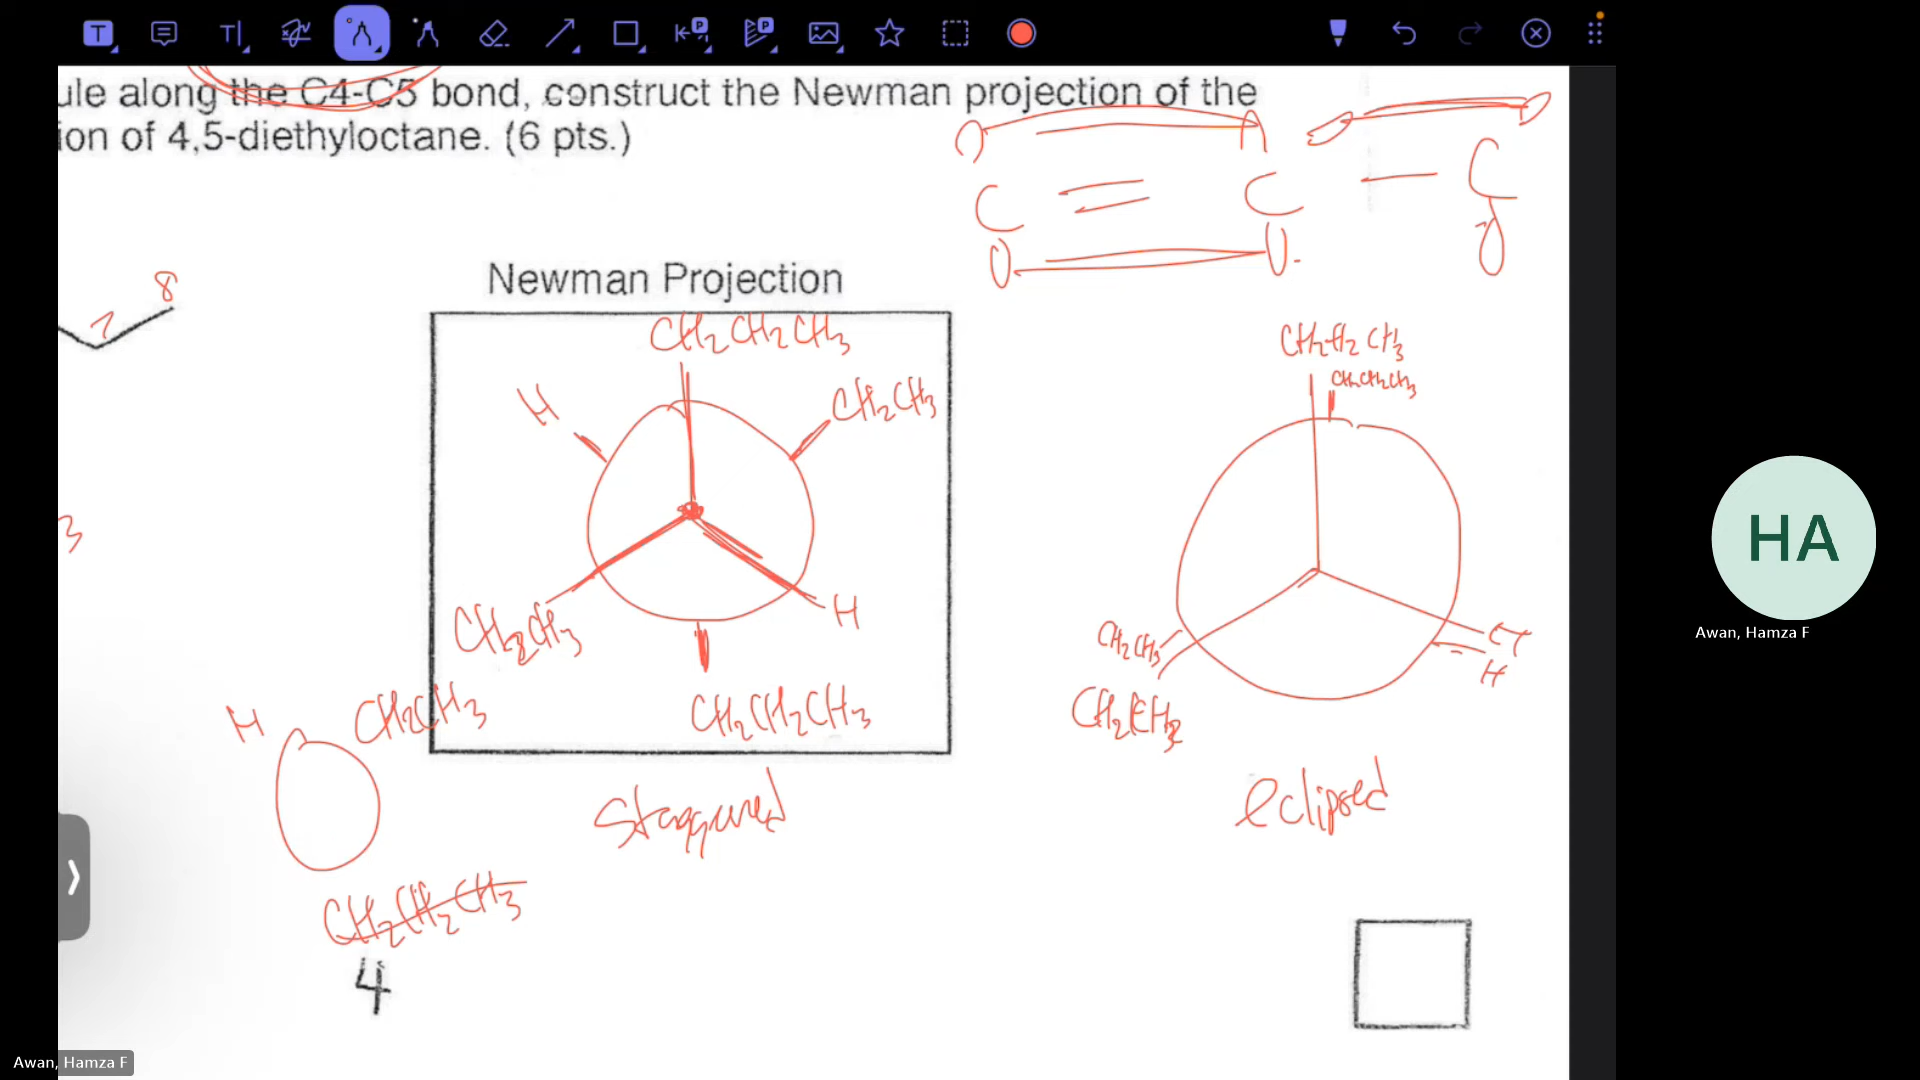 ule along the C4-C5 bond, construct the Newman projection of the
ion of 4,5-diethyloctane. (6 pts.)
C = C - C
7 8
Newman Projection
CH2CH2CH3
H
CH2CH3
CH2CH3
H
CH2CH2CH3
3
CH2H2CH3
CH2CH2CH3
CH2CH3
H
CH2CH3
H
CH2CH3
CH2CH2CH3
Staggered
eclipsed
4
HA
Awan, Hamza F
Awan, Hamza F